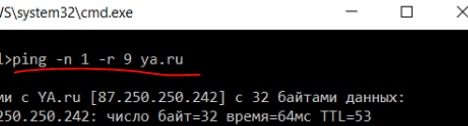 \system32\cmd.exe
>ping -n 1 -r 9 ya.ru
с YA.ru [87.250.250.242] с 32 байтами данных:
250.242: число байт=32 время=64мс TTL=53